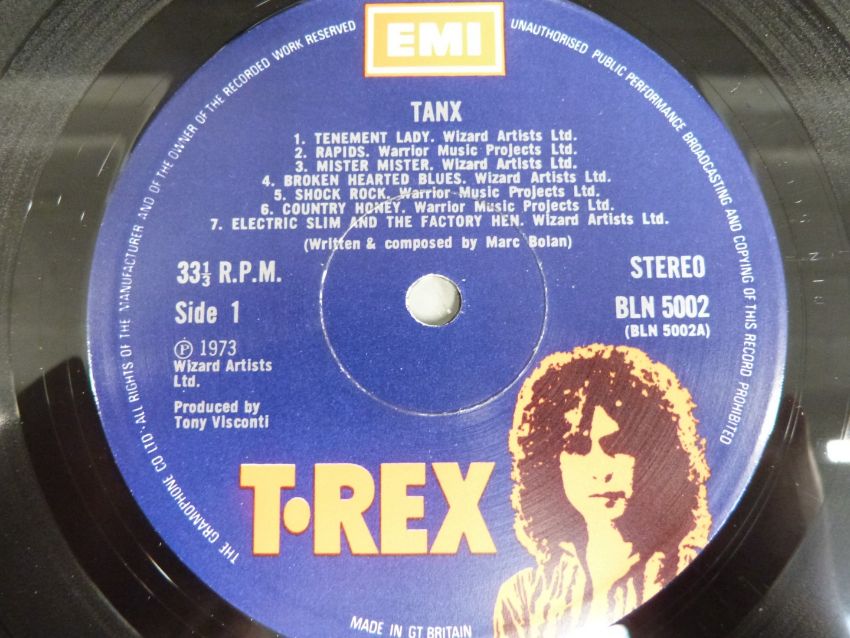 EMI
TANX
1. TENEMENT LADY. Wizard Artists Ltd.
2. RAPIDS. Warrior Music Projects Ltd.
3. MISTER MISTER. Wizard Artists Ltd.
4. BROKEN HEARTED BLUES. Wizard Artists Ltd.
5. SHOCK ROCK. Warrior Music Projects Ltd.
6. COUNTRY HONEY. Warrior Music Projects Ltd.
7. ELECTRIC SLIM AND THE FACTORY HEN. Wizard Artists Ltd.
(Written & composed by Marc Bolan)
33⅓ R.P.M.
Side 1
STEREO
BLN 5002
(BLN 5002A)
℗ 1973
Wizard Artists
Ltd.
Produced by
Tony Visconti
T·REX
THE GRAMOPHONE CO LTD. ALL RIGHTS OF THE MANUFACTURER AND OF THE OWNER OF THE RECORDED WORK RESERVED
UNAUTHORISED PUBLIC PERFORMANCE BROADCASTING AND COPYING OF THIS RECORD PROHIBITED
MADE IN GT BRITAIN